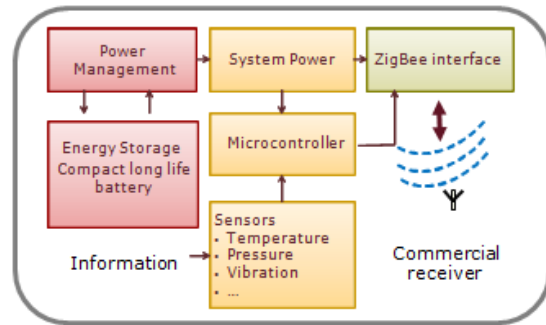 Power
Management
System Power
ZigBee interface
Energy Storage
Compact long life
battery
Microcontroller
Sensors
• Temperature
• Pressure
• Vibration
• ...
Information
Commercial
receiver